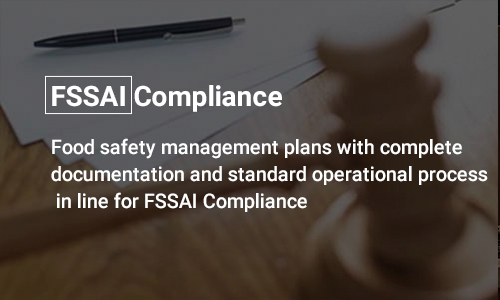 FSSAI Compliance
Food safety management plans with complete
documentation and standard operational process
in line for FSSAI Compliance